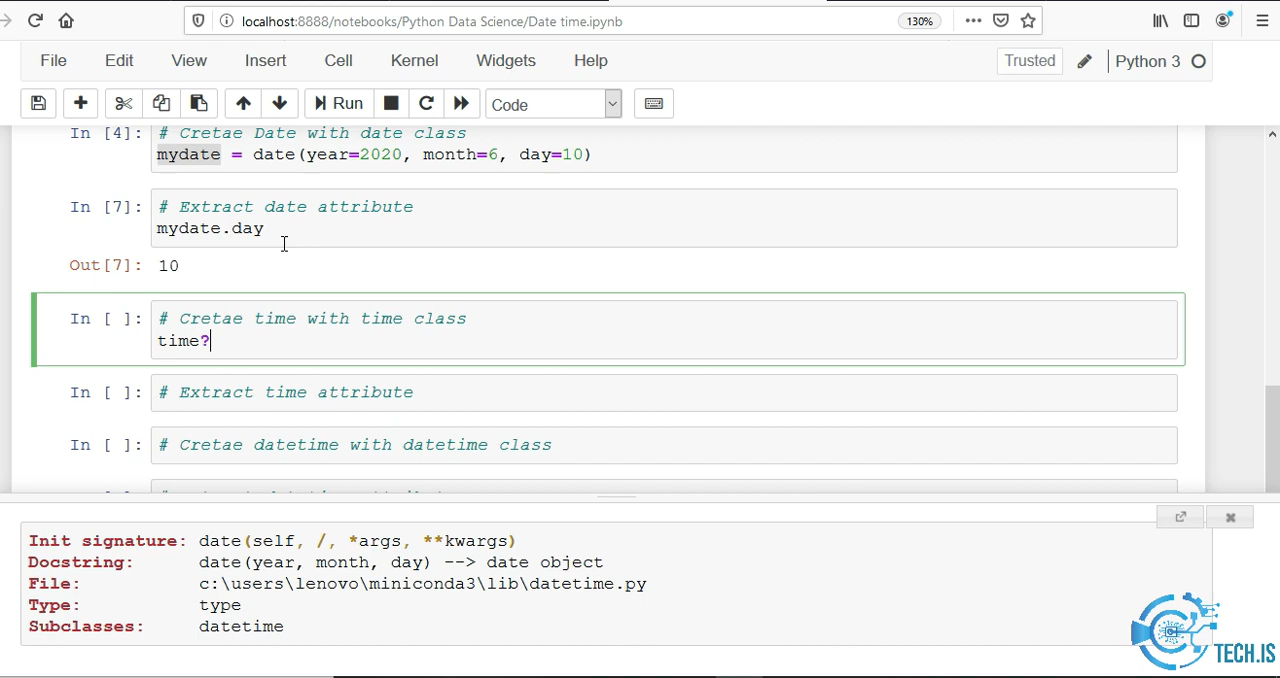 localhost:8888/notebooks/Python Data Science/Date time.ipynb
130%
File Edit View Insert Cell Kernel Widgets Help
Trusted
Python 3
Run
Code
In [4]: # Cretae Date with date class
mydate = date(year=2020, month=6, day=10)
In [7]: # Extract date attribute
mydate.day
Out[7]: 10
In [ ]: # Cretae time with time class
time?
In [ ]: # Extract time attribute
In [ ]: # Cretae datetime with datetime class
Init signature: date(self, /, *args, **kwargs)
Docstring: date(year, month, day) --> date object
File: c:\users\lenovo\miniconda3\lib\datetime.py
Type: type
Subclasses: datetime
TECH.IS